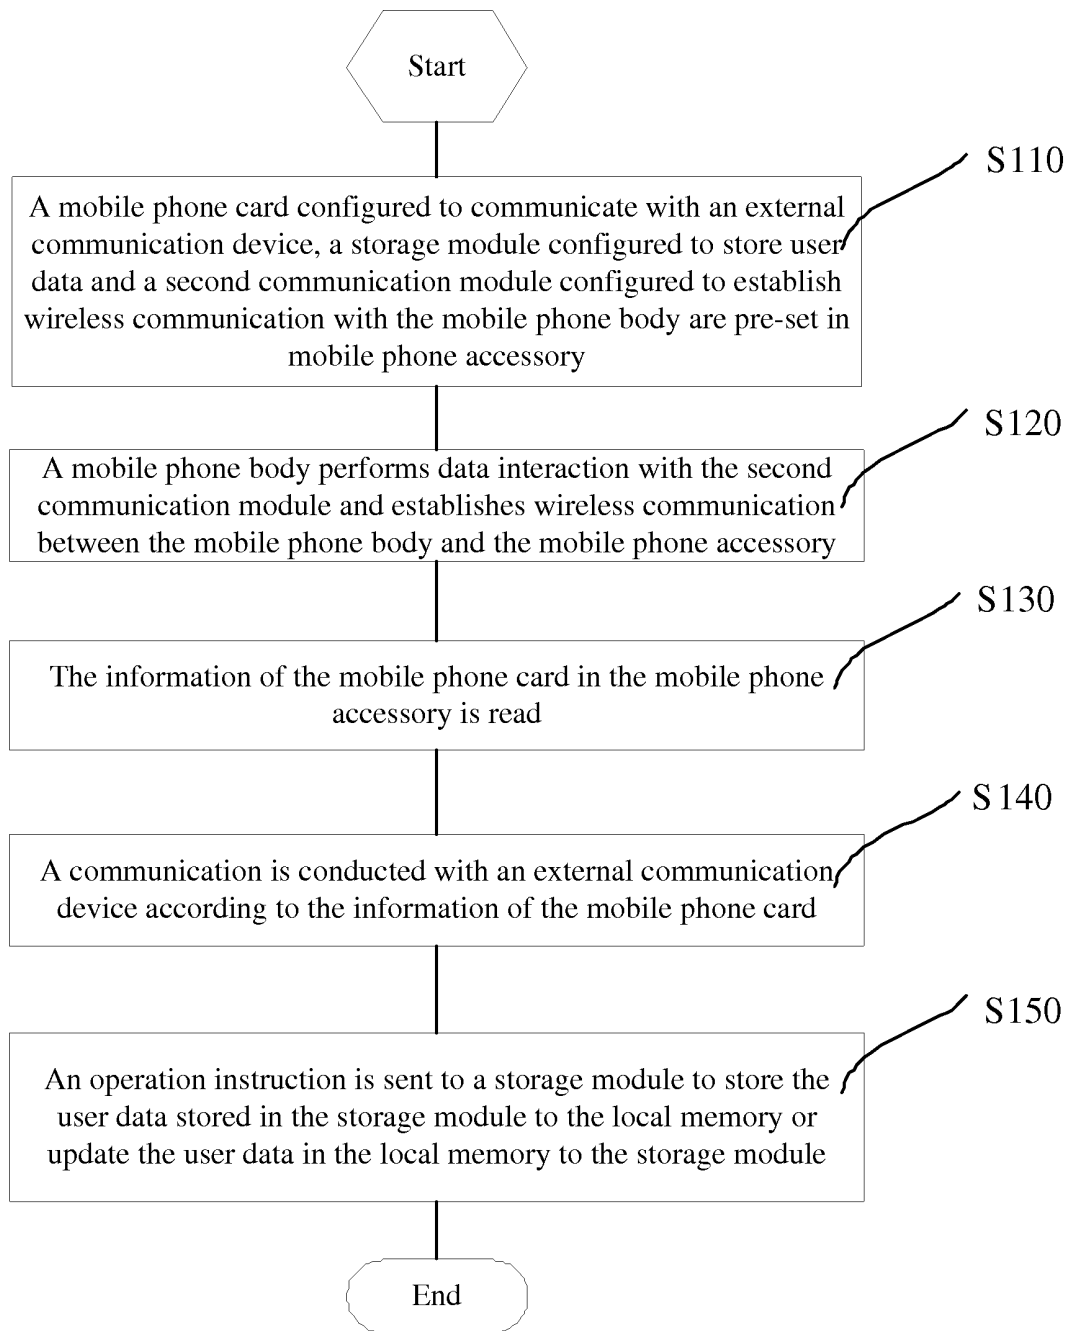 Start
S110
A mobile phone card configured to communicate with an external
communication device, a storage module configured to store user
data and a second communication module configured to establish
wireless communication with the mobile phone body are pre-set in
mobile phone accessory
S120
A mobile phone body performs data interaction with the second
communication module and establishes wireless communication
between the mobile phone body and the mobile phone accessory
S130
The information of the mobile phone card in the mobile phone
accessory is read
S140
A communication is conducted with an external communication
device according to the information of the mobile phone card
S150
An operation instruction is sent to a storage module to store the
user data stored in the storage module to the local memory or
update the user data in the local memory to the storage module
End